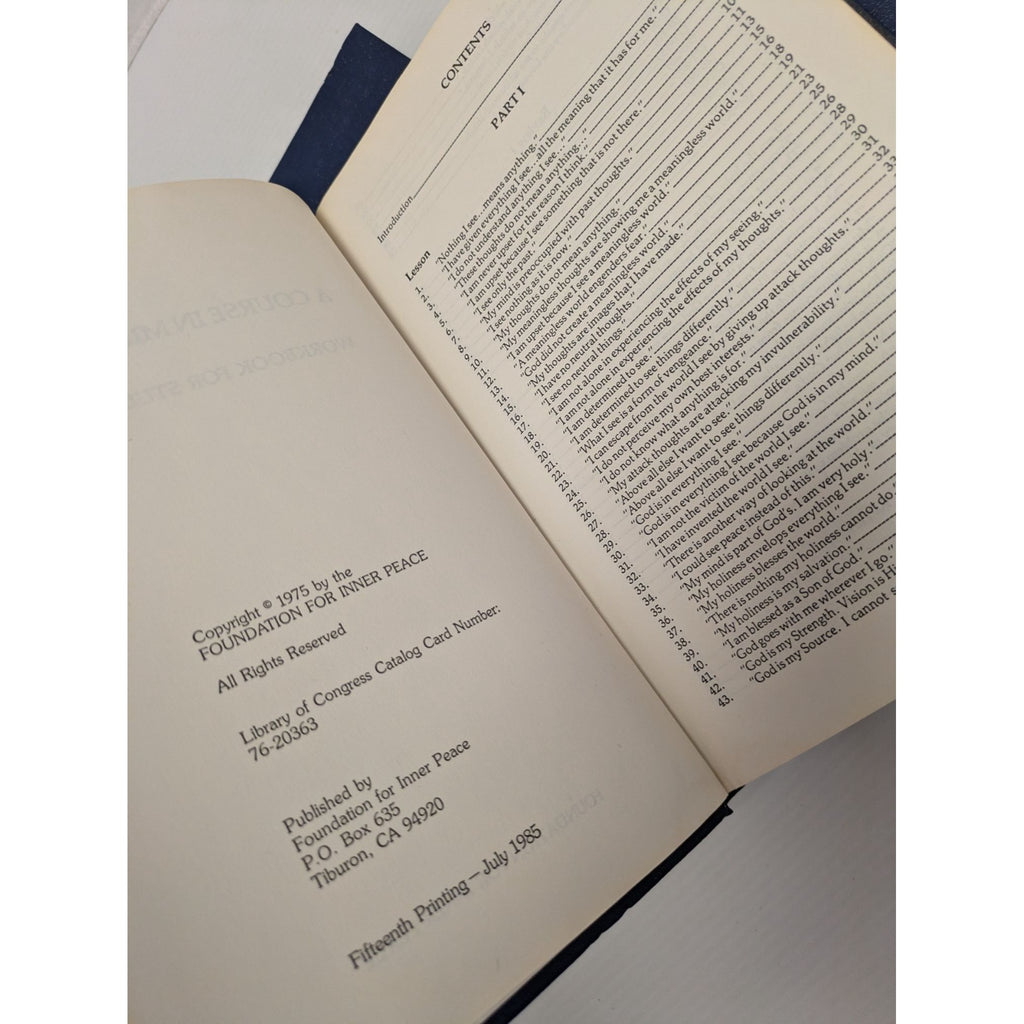 Copyright © 1975 by the
FOUNDATION FOR INNER PEACE
All Rights Reserved
Library of Congress Catalog Card Number:
76-20363
Published by
Foundation for Inner Peace
P.O. Box 635
Tiburon, CA 94920
Fifteenth Printing — July 1985
CONTENTS
PART I
Introduction
Lesson
1. "Nothing I see...means anything."
2. "I have given everything I see...all the meaning that it has for me."
3. "I do not understand anything I see..."
4. "These thoughts do not mean anything..."
5. "I am never upset for the reason I think."
6. "I am upset because I see something that is not there."
7. "I see only the past."
8. "My mind is preoccupied with past thoughts."
9. "I see nothing as it is now."
10. "My thoughts do not mean anything."
11. "My meaningless thoughts are showing me a meaningless world."
12. "I am upset because I see a meaningless world."
13. "A meaningless world engenders fear."
14. "God did not create a meaningless world."
15. "My thoughts are images that I have made."
16. "I have no neutral thoughts."
17. "I see no neutral things."
18. "I am not alone in experiencing the effects of my seeing."
19. "I am not alone in experiencing the effects of my thoughts."
20. "I am determined to see."
21. "I am determined to see things differently."
22. "What I see is a form of vengeance."
23. "I can escape from the world I see by giving up attack thoughts."
24. "I do not perceive my own best interests."
25. "I do not know what anything is for."
26. "My attack thoughts are attacking my invulnerability."
27. "Above all else I want to see."
28. "Above all else I want to see things differently."
29. "God is in everything I see."
30. "God is in everything I see because God is in my mind."
31. "I am not the victim of the world I see."
32. "I have invented the world I see."
33. "There is another way of looking at the world."
34. "I could see peace instead of this."
35. "My mind is part of God's. I am very holy."
36. "My holiness envelops everything I see."
37. "My holiness blesses the world."
38. "There is nothing my holiness cannot do.
39. "My holiness is my salvation."
40. "I am blessed as a Son of God."
41. "God goes with me wherever I go."
42. "God is my Strength. Vision is Hi
43. "God is my Source. I cannot s
10
11
13
15
16
18
19
21
23
25
26
28
29
30
31
32
33